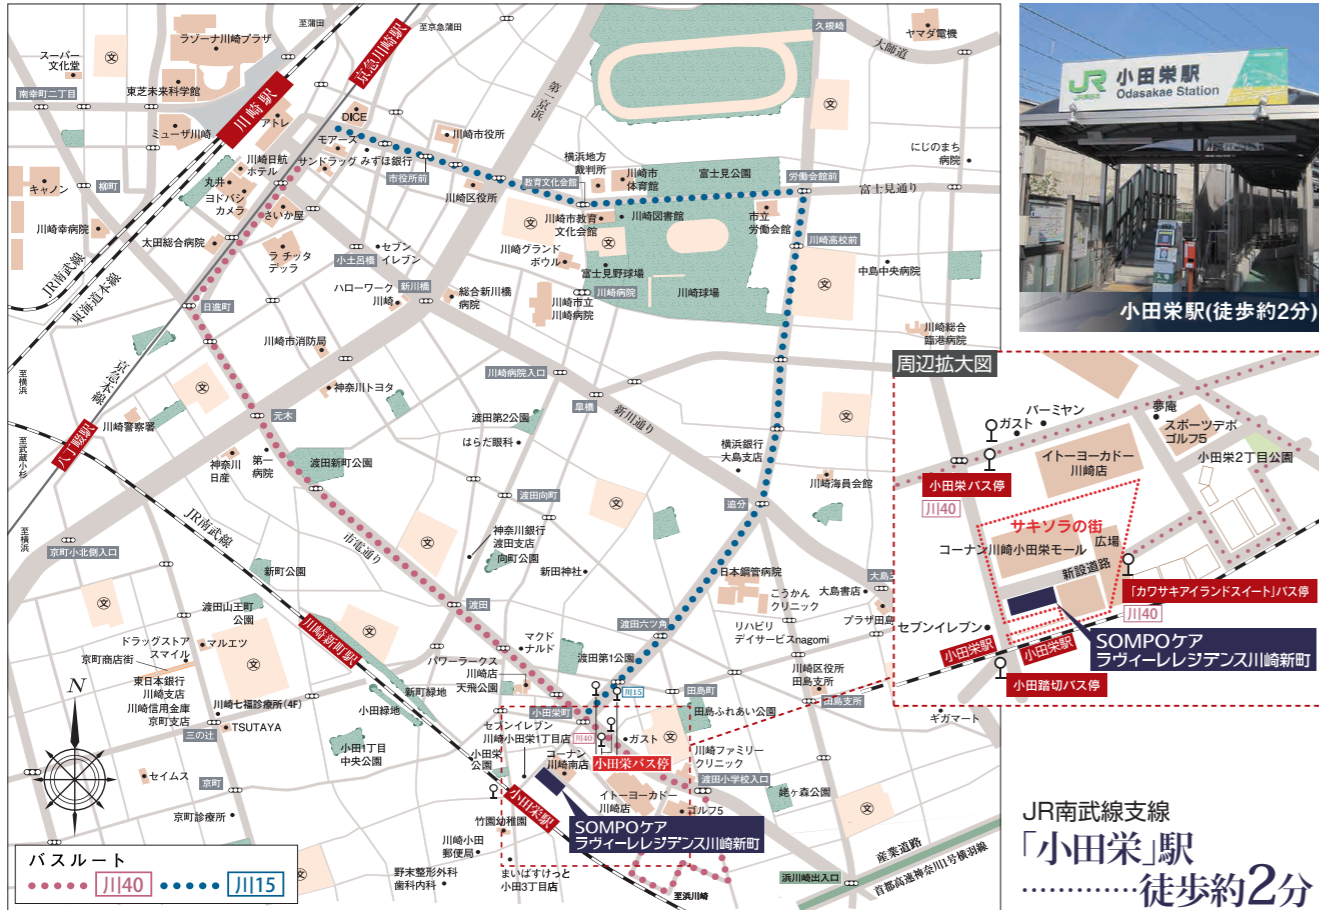 至蒲田
至京急蒲田
ラゾーナ川崎プラザ
スーパー
文化堂
東芝未来科学館
南幸町二丁目
川崎駅
京急川崎駅
ミューザ川崎
アトレ
DICE
モアーズ
サンドラッグ
みずほ銀行
川崎市役所
市役所前
川崎区役所
第一京浜
久根崎
大師道
ヤマダ電機
にじのまち
病院
横浜地方
裁判所
川崎市
体育館
富士見公園
労働会館前
富士見通り
教育文化会館
川崎市教育
文化会館
川崎図書館
市立
労働会館
川崎高校前
川崎グランド
ボウル
富士見野球場
川崎病院
川崎球場
中島中央病院
川崎市立
川崎病院
川崎総合
臨港病院
キヤノン
柳町
川崎日航
ホテル
丸井
ヨドバシ
カメラ
さいか屋
川崎幸病院
太田総合病院
ラ チッタ
デッラ
小土呂橋
セブン
イレブン
ハローワーク
川崎
新川橋
総合新川橋
病院
JR南武線
東海道本線
日進町
川崎市消防局
神奈川トヨタ
川崎病院入口
皐橋
新川通り
至横浜
京急本線
川崎警察署
元木
渡田第2公園
はらだ眼科
横浜銀行
大島支店
川崎海員会館
至武蔵小杉
八丁畷駅
神奈川
日産
第一
病院
渡田新町公園
渡田向町
追分
至横浜
JR南武線
市電通り
神奈川銀行
渡田支店
向町公園
新田神社
日本鋼管病院
こうかん
クリニック
大島書店
大島
プラザ田島
京町小北側入口
新町公園
渡田山王町
公園
ドラッグストア
スマイル
マルエツ
京町商店街
東日本銀行
川崎支店
川崎信用金庫
京町支店
川崎七福診療所(4F)
三の辻
TSUTAYA
川崎新町駅
渡田
マクド
ナルド
パワーラークス
川崎店
天飛公園
渡田六ツ角
渡田第1公園
リハビリ
デイサービスnagomi
川崎区役所
田島支所
田島支所
田島町
田島ふれあい公園
新町緑地
小田緑地
小田1丁目
中央公園
小田栄町
川15
川40
セブンイレブン
川崎小田栄1丁目店
小田栄
公園
コーナン
川崎南店
ガスト
小田栄バス停
川崎ファミリー
クリニック
渡田小学校入口
姥ヶ森公園
ギガマート
N
セイムス
京町
京町診療所
小田栄駅
イトーヨーカドー
川崎店
ゴルフ5
竹園幼稚園
SOMPOケア
ラヴィーレレジデンス川崎新町
川崎小田
郵便局
野末整形外科
歯科内科
まいばすけっと
小田3丁目店
至浜川崎
産業道路
首都高速神奈川1号横羽線
浜川崎出入口
バスルート
川40
川15
JR
JR東日本
小田栄駅
Odasakae Station
小田栄駅(徒歩約2分)
周辺拡大図
ガスト
バーミヤン
夢庵
スポーツデポ
ゴルフ5
イトーヨーカドー
川崎店
小田栄2丁目公園
小田栄バス停
川40
サキソラの街
コーナン川崎小田栄モール
広場
新設道路
「カワサキアイランドスイート」バス停
川40
セブンイレブン
小田栄駅
小田栄駅
SOMPOケア
ラヴィーレレジデンス川崎新町
小田踏切バス停
JR南武線支線
「小田栄」駅
…………徒歩約2分